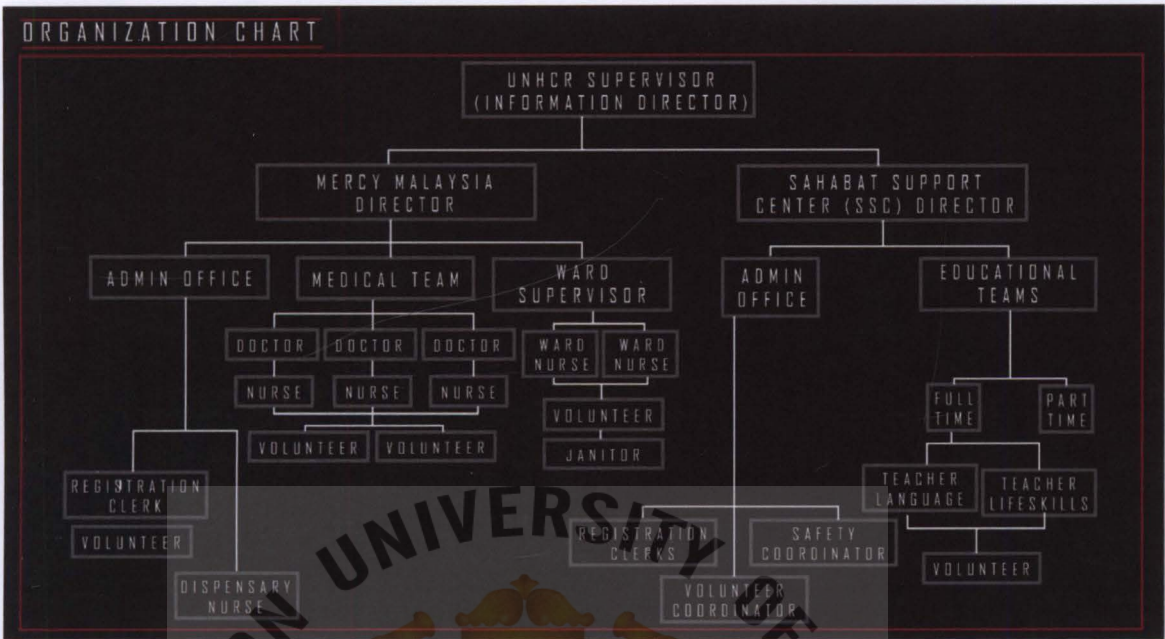 ORGANIZATION CHART
UNHCR SUPERVISOR
(INFORMATION DIRECTOR)
MERCY MALAYSIA
DIRECTOR
SAHABAT SUPPORT
CENTER (SSC) DIRECTOR
ADMIN OFFICE
MEDICAL TEAM
WARD
SUPERVISOR
ADMIN
OFFICE
EDUCATIONAL
TEAMS
DOCTOR
DOCTOR
DOCTOR
WARD
NURSE
WARD
NURSE
NURSE
NURSE
NURSE
FULL
TIME
PART
TIME
VOLUNTEER
VOLUNTEER
VOLUNTEER
JANITOR
REGISTRATION
CLERK
VOLUNTEER
TEACHER
LANGUAGE
TEACHER
LIFESKILLS
REGISTRATION
CLERKS
SAFETY
COORDINATOR
VOLUNTEER
DISPENSARY
NURSE
VOLUNTEER
COORDINATOR
UNIVERSITY OF